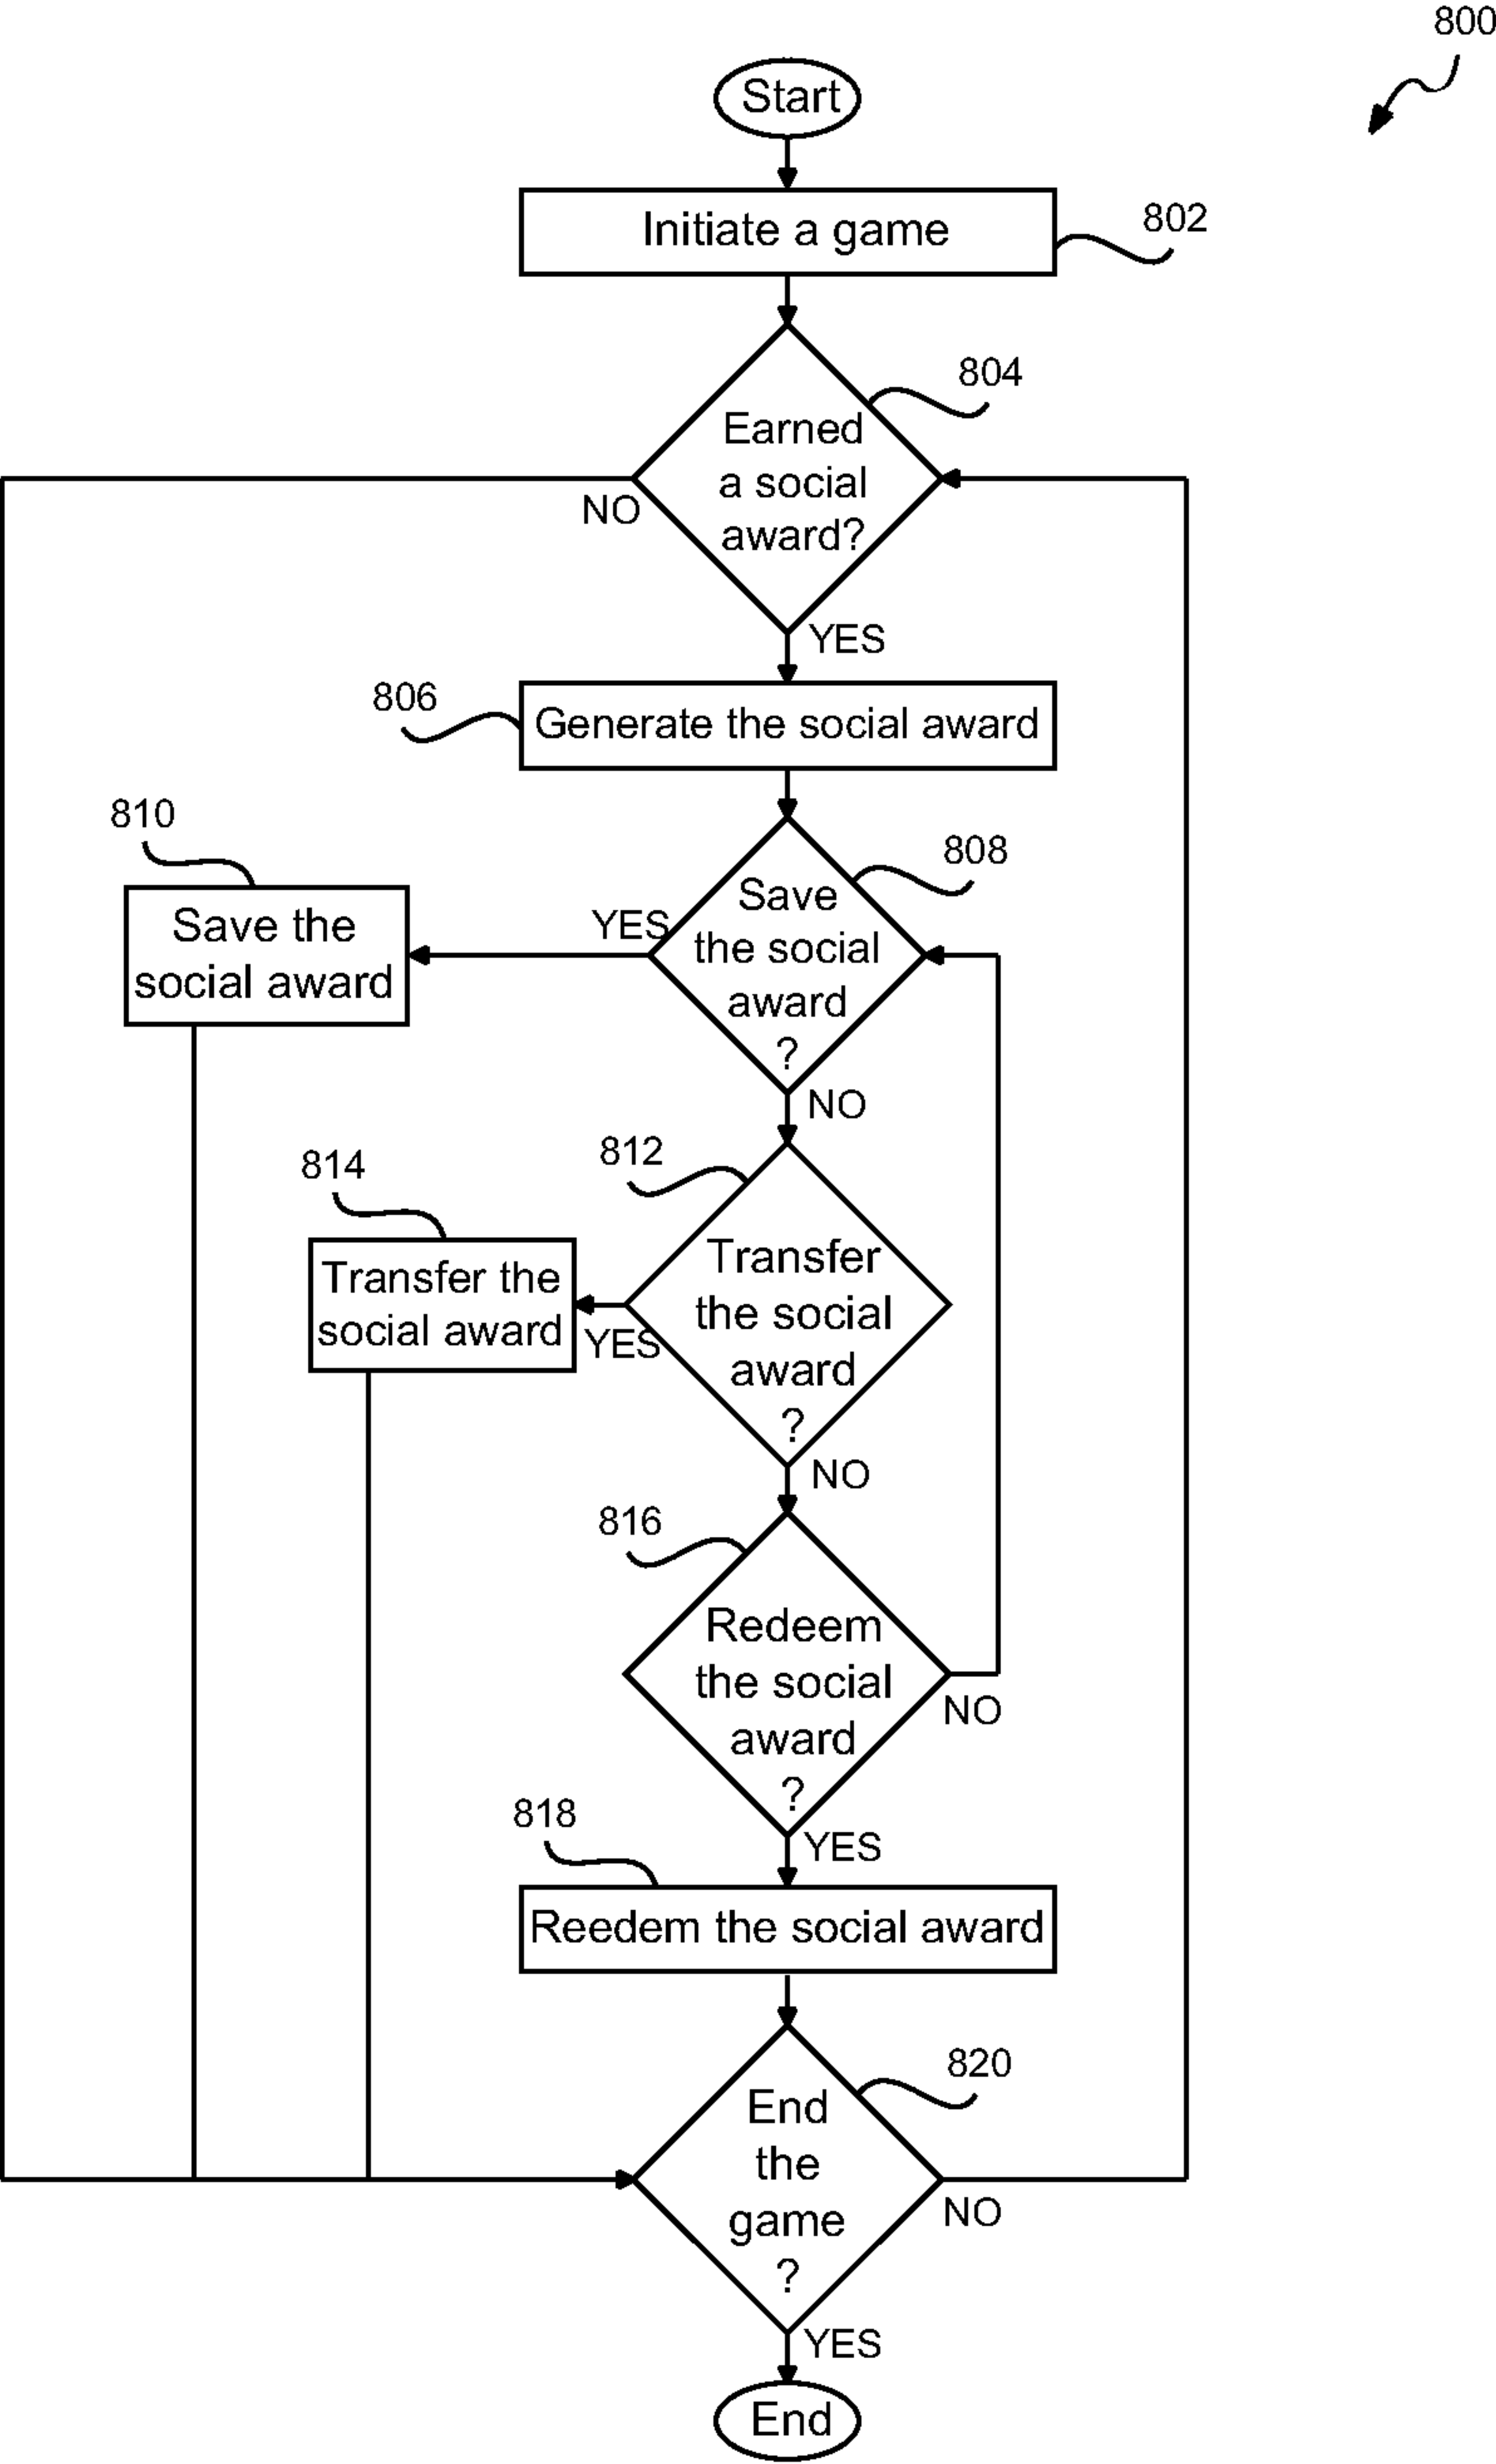 800
Start
Initiate a game
802
804
Earned
a social
award?
NO
YES
806
Generate the social award
810
808
Save the
social award
YES
Save
the social
award
?
NO
812
814
Transfer the
social award
YES
Transfer
the social
award
?
NO
816
Redeem
the social
award
?
NO
YES
818
Reedem the social award
820
End
the
game
?
NO
YES
End